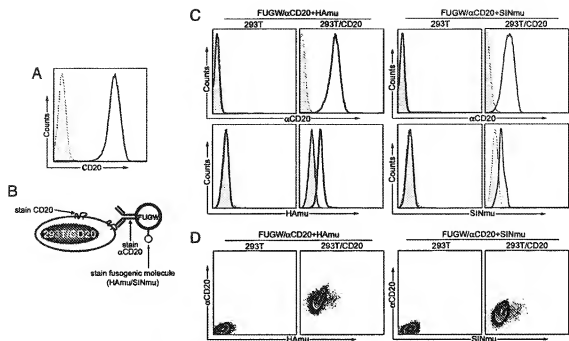 A
Counts
CD20
B
stain CD20
293T/CD20
FUGW
stain
αCD20
stain fusogenic molecule
(HAmu/SINmu)
C
FUGW/αCD20+HAmu
293T
293T/CD20
Counts
αCD20
Counts
HAmu
FUGW/αCD20+SINmu
293T
293T/CD20
Counts
αCD20
Counts
SINmu
D
FUGW/αCD20+HAmu
293T
293T/CD20
αCD20
HAmu
FUGW/αCD20+SINmu
293T
293T/CD20
αCD20
SINmu